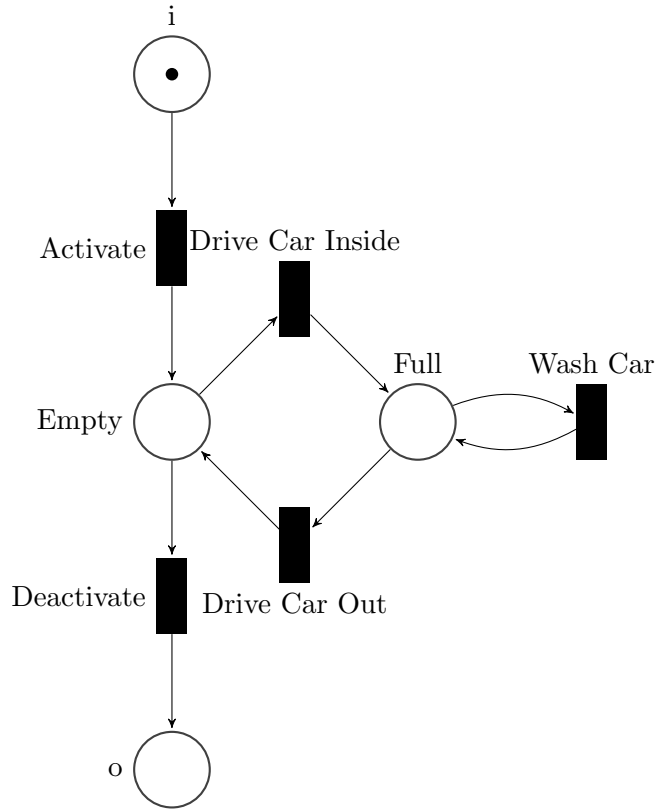 i
Activate
Drive Car Inside
Full
Wash Car
Empty
Deactivate
Drive Car Out
o